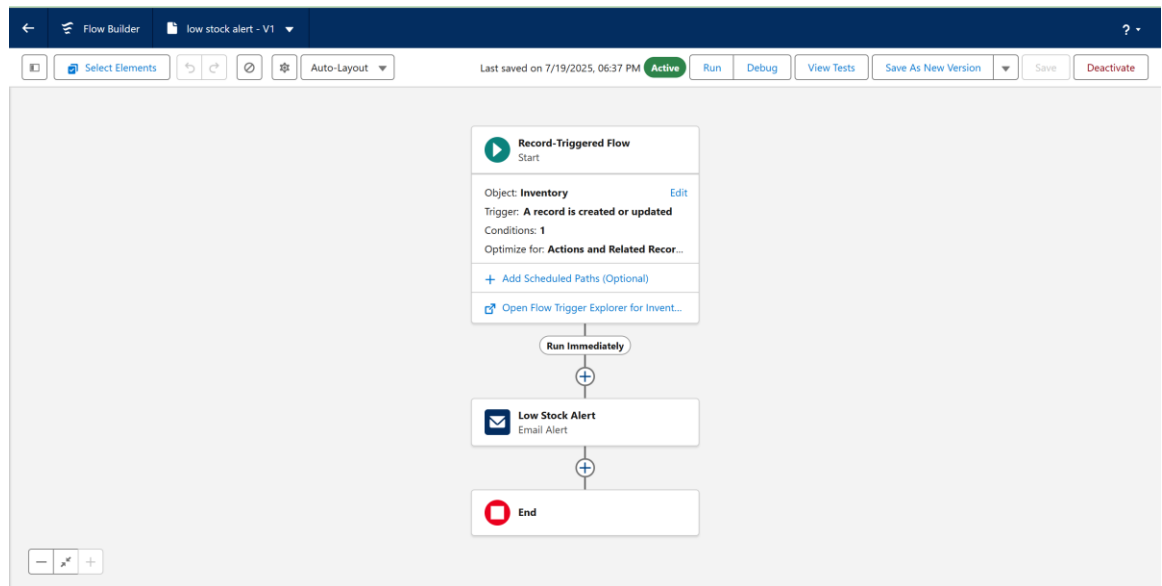 Flow Builder
low stock alert - V1
?
Select Elements
Auto-Layout
Last saved on 7/19/2025, 06:37 PM
Active
Run
Debug
View Tests
Save As New Version
Save
Deactivate
Record-Triggered Flow
Start
Object: Inventory
Edit
Trigger: A record is created or updated
Conditions: 1
Optimize for: Actions and Related Recor...
+ Add Scheduled Paths (Optional)
Open Flow Trigger Explorer for Invent...
Run Immediately
Low Stock Alert
Email Alert
End